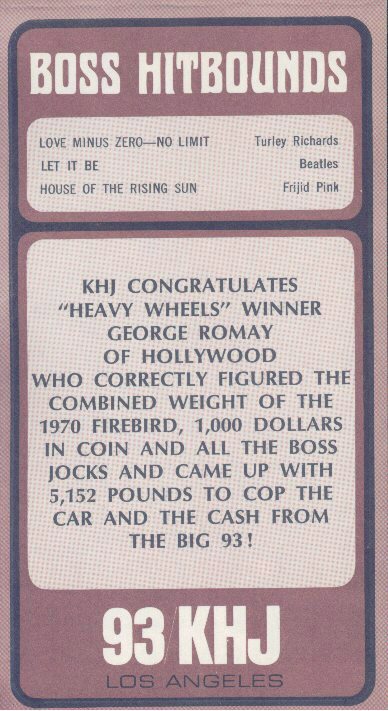 BOSS HITBOUNDS
LOVE MINUS ZERO—NO LIMIT Turley Richards
LET IT BE Beatles
HOUSE OF THE RISING SUN Frijid Pink
KHJ CONGRATULATES
"HEAVY WHEELS" WINNER
GEORGE ROMAY
OF HOLLYWOOD
WHO CORRECTLY FIGURED THE
COMBINED WEIGHT OF THE
1970 FIREBIRD, 1,000 DOLLARS
IN COIN AND ALL THE BOSS
JOCKS AND CAME UP WITH
5,152 POUNDS TO COP THE
CAR AND THE CASH FROM
THE BIG 93!
93/KHJ
LOS ANGELES